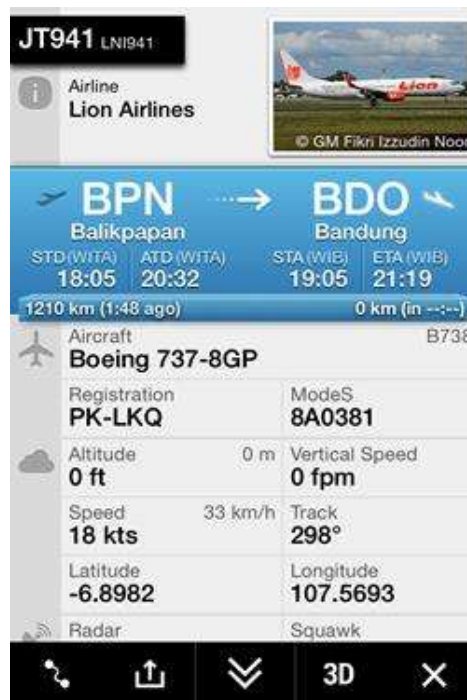 JT941 LNI941
i
Airline
Lion Airlines
Lion
© GM Fikri Izzudin Noor
BPN
BDO
Balikpapan
Bandung
STD(WITA) ATD(WITA) STA(WIB) ETA(WIB)
18:05 20:32 19:05 21:19
1210 km (1:48 ago) 0 km (in --:--)
Aircraft B738
Boeing 737-8GP
Registration ModeS
PK-LKQ 8A0381
Altitude 0 m Vertical Speed
0 ft 0 fpm
Speed 33 km/h Track
18 kts 298°
Latitude Longitude
-6.8982 107.5693
Radar Squawk
3D